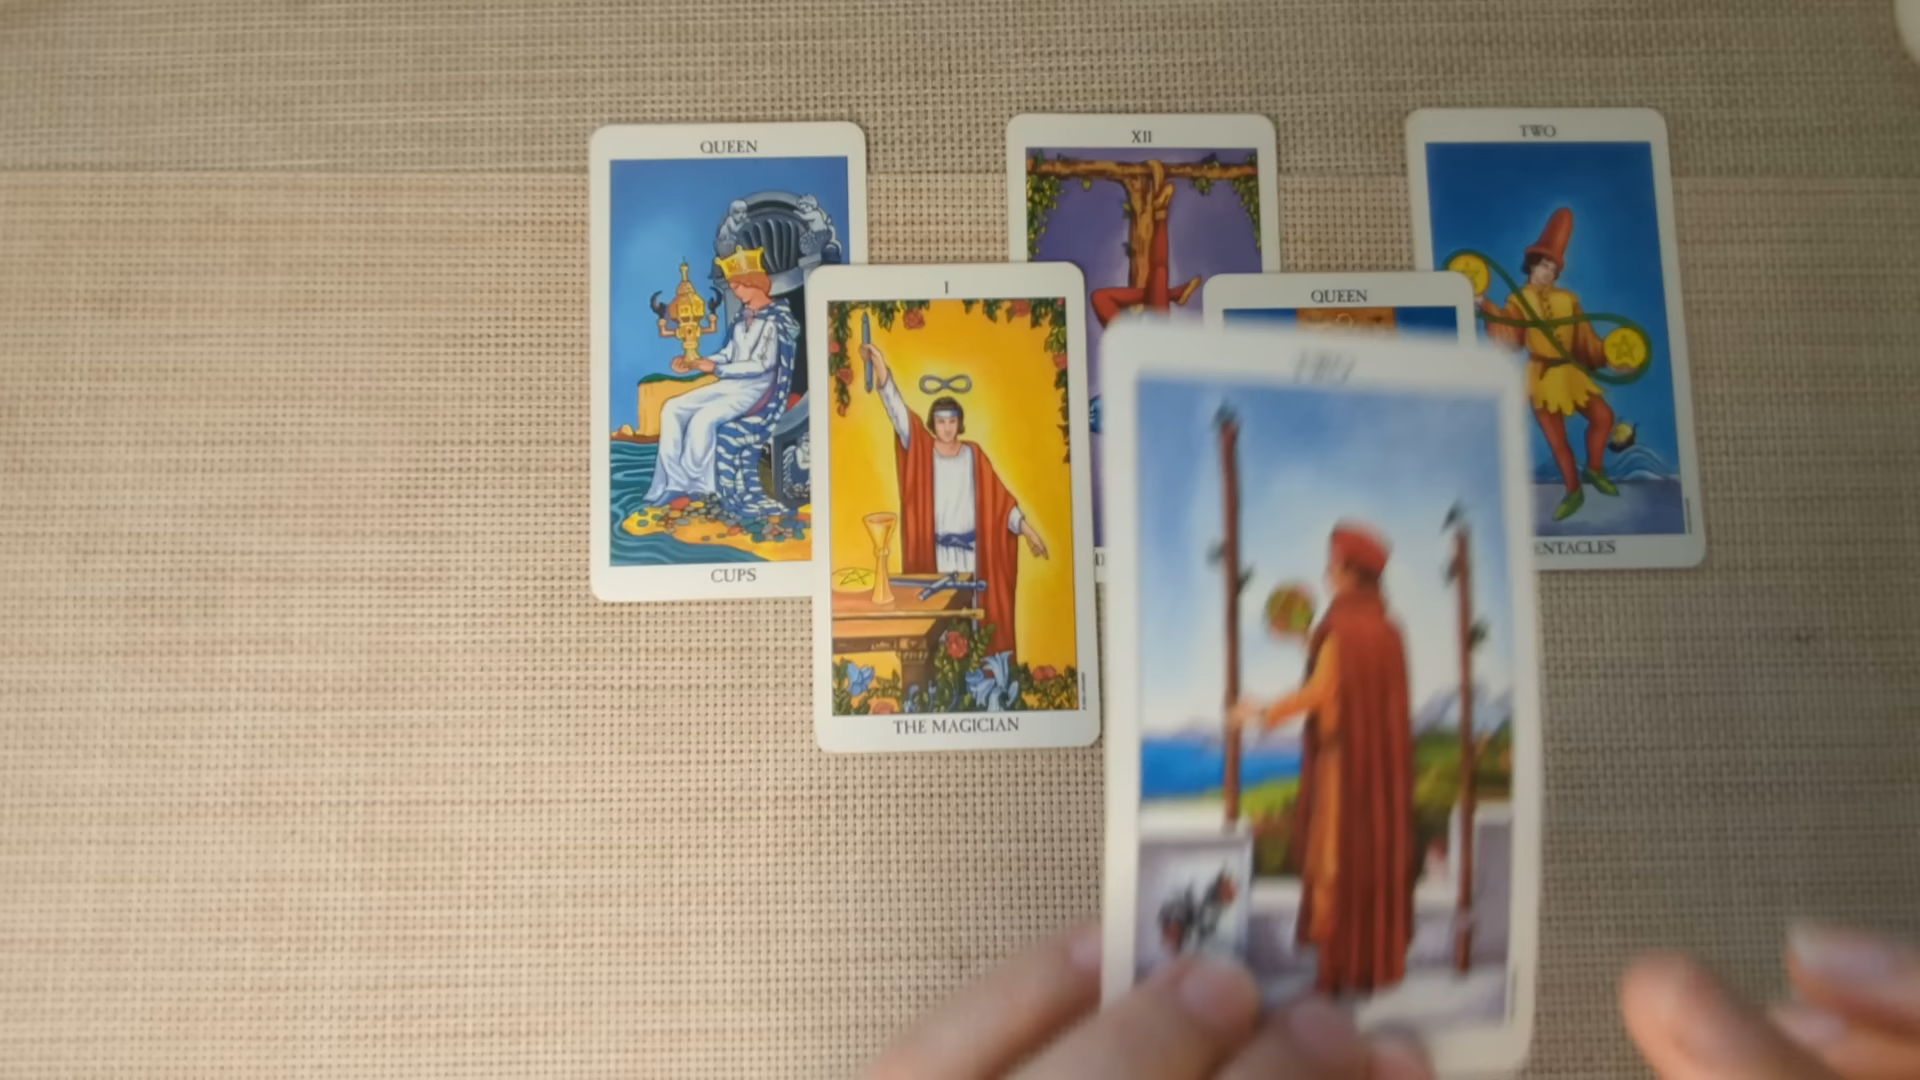 QUEEN
CUPS
I
THE MAGICIAN
XII
QUEEN
TWO
ENTACLES